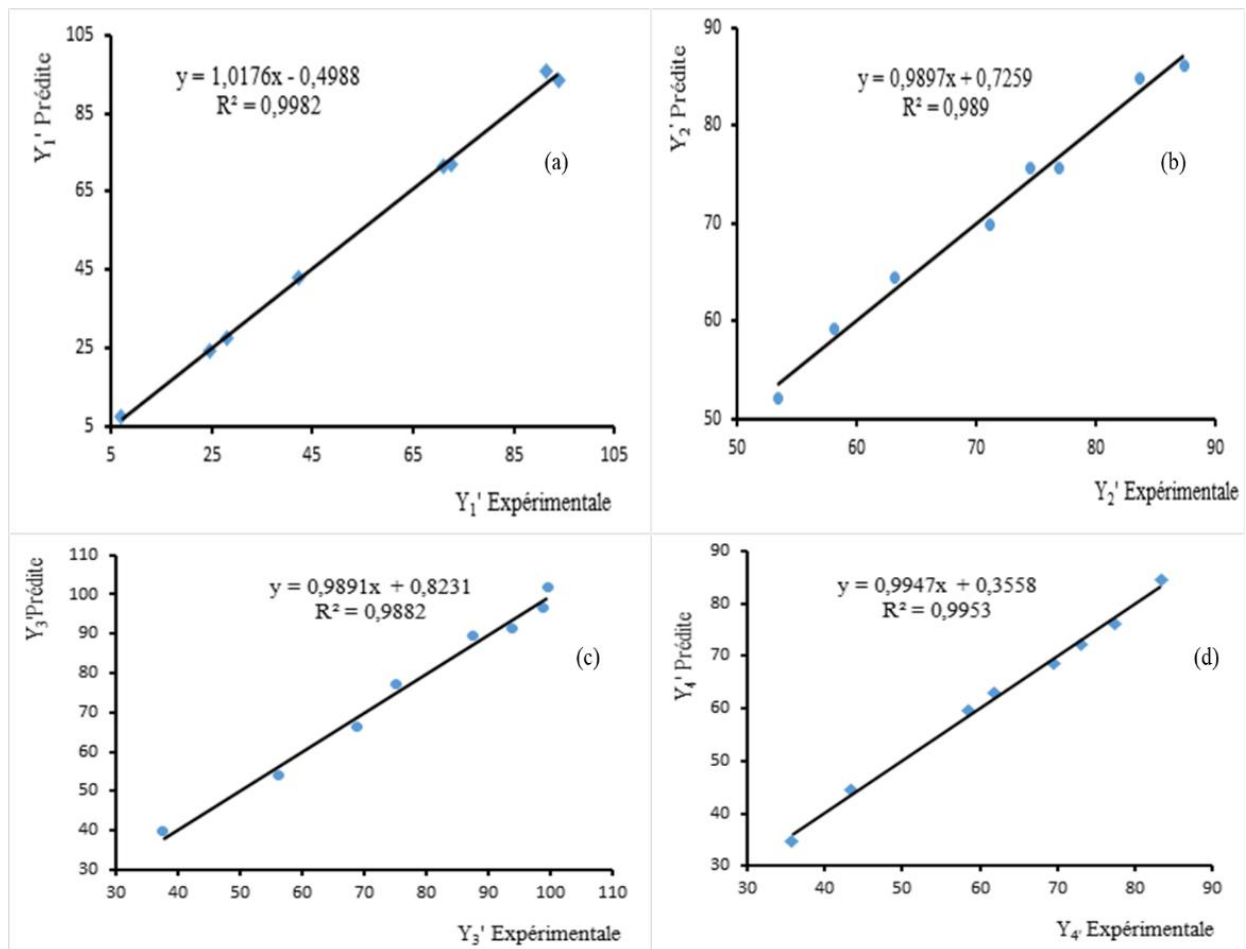 105
85
65
45
25
5
Y₁' Prédite
y = 1,0176x - 0,4988
R² = 0,9982
(a)
5 25 45 65 85 105
Y₁' Expérimentale
90
80
70
60
50
Y₂' Prédite
y = 0,9897x + 0,7259
R² = 0,989
(b)
50 60 70 80 90
Y₂' Expérimentale
110
100
90
80
70
60
50
40
30
Y₃'Prédite
y = 0,9891x + 0,8231
R² = 0,9882
(c)
30 40 50 60 70 80 90 100 110
Y₃' Expérimentale
90
80
70
60
50
40
30
Y₄' Prédite
y = 0,9947x + 0,3558
R² = 0,9953
(d)
30 40 50 60 70 80 90
Y₄' Expérimentale